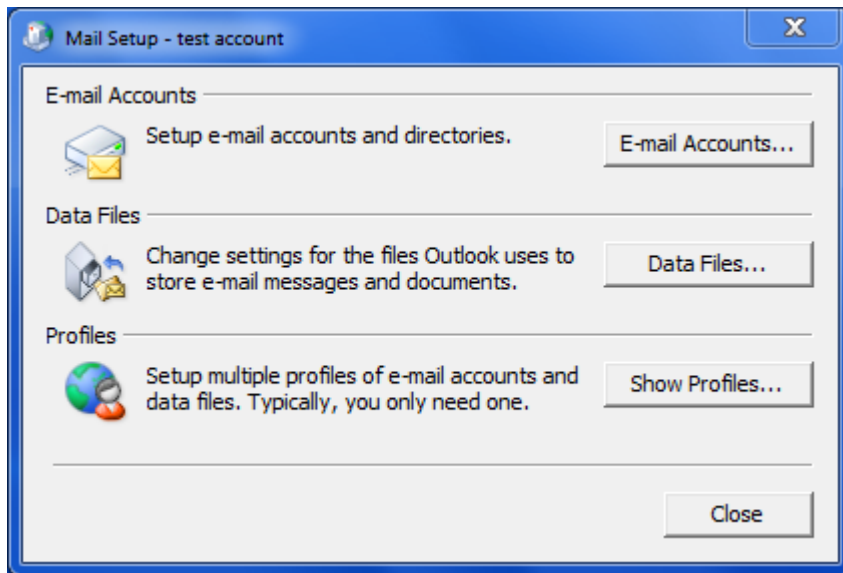 Mail Setup - test account
E-mail Accounts
Setup e-mail accounts and directories.
E-mail Accounts...
Data Files
Change settings for the files Outlook uses to
store e-mail messages and documents.
Data Files...
Profiles
Setup multiple profiles of e-mail accounts and
data files. Typically, you only need one.
Show Profiles...
Close